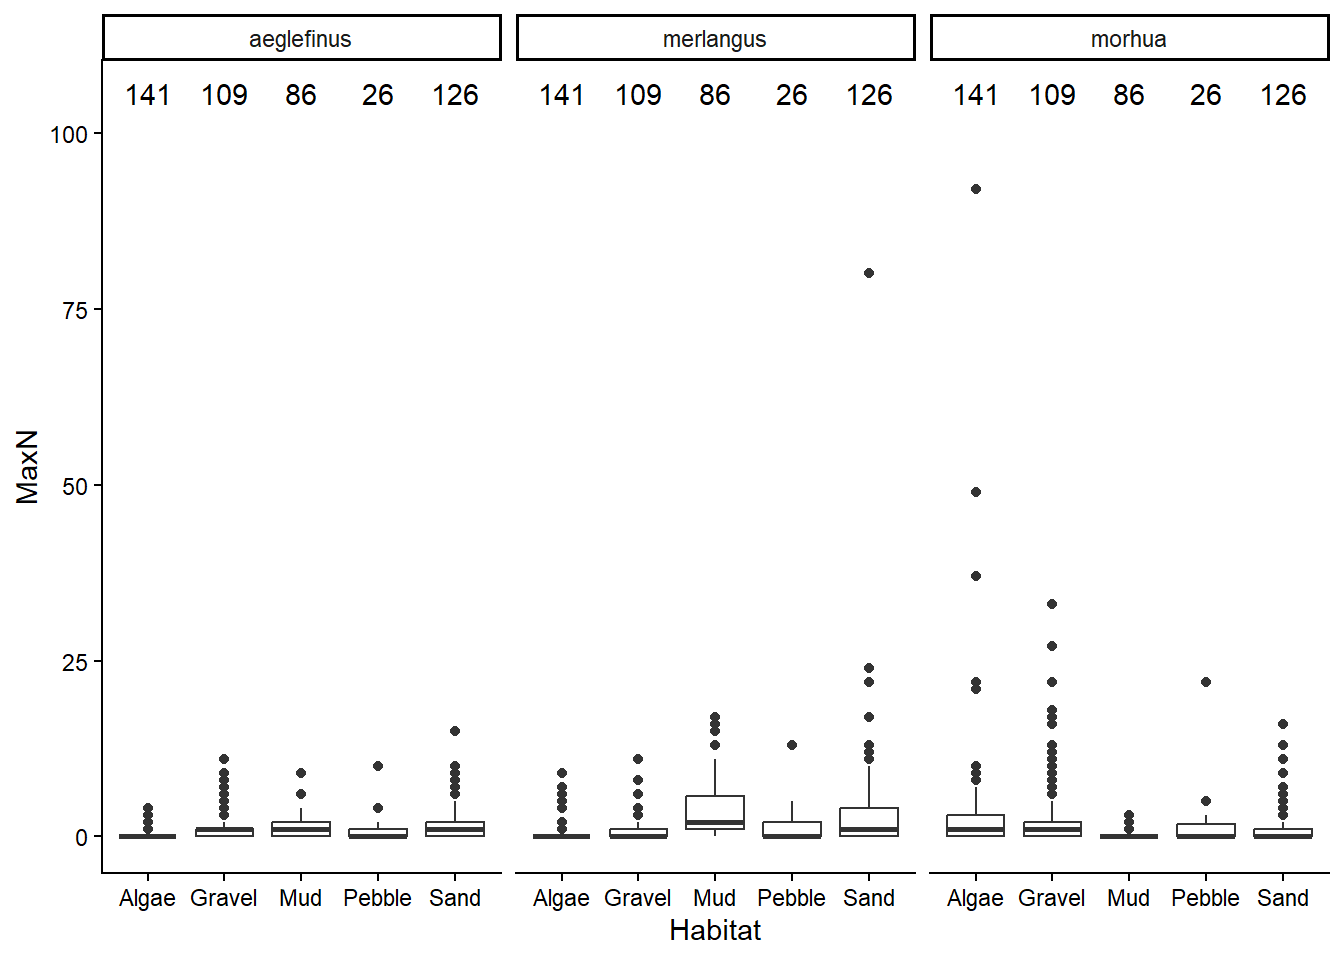 aeglefinus merlangus morhua
141 109 86 26 126 141 109 86 26 126 141 109 86 26 126
100
75
MaxN
50
25
0
Algae Gravel Mud Pebble Sand Algae Gravel Mud Pebble Sand Algae Gravel Mud Pebble Sand
Habitat